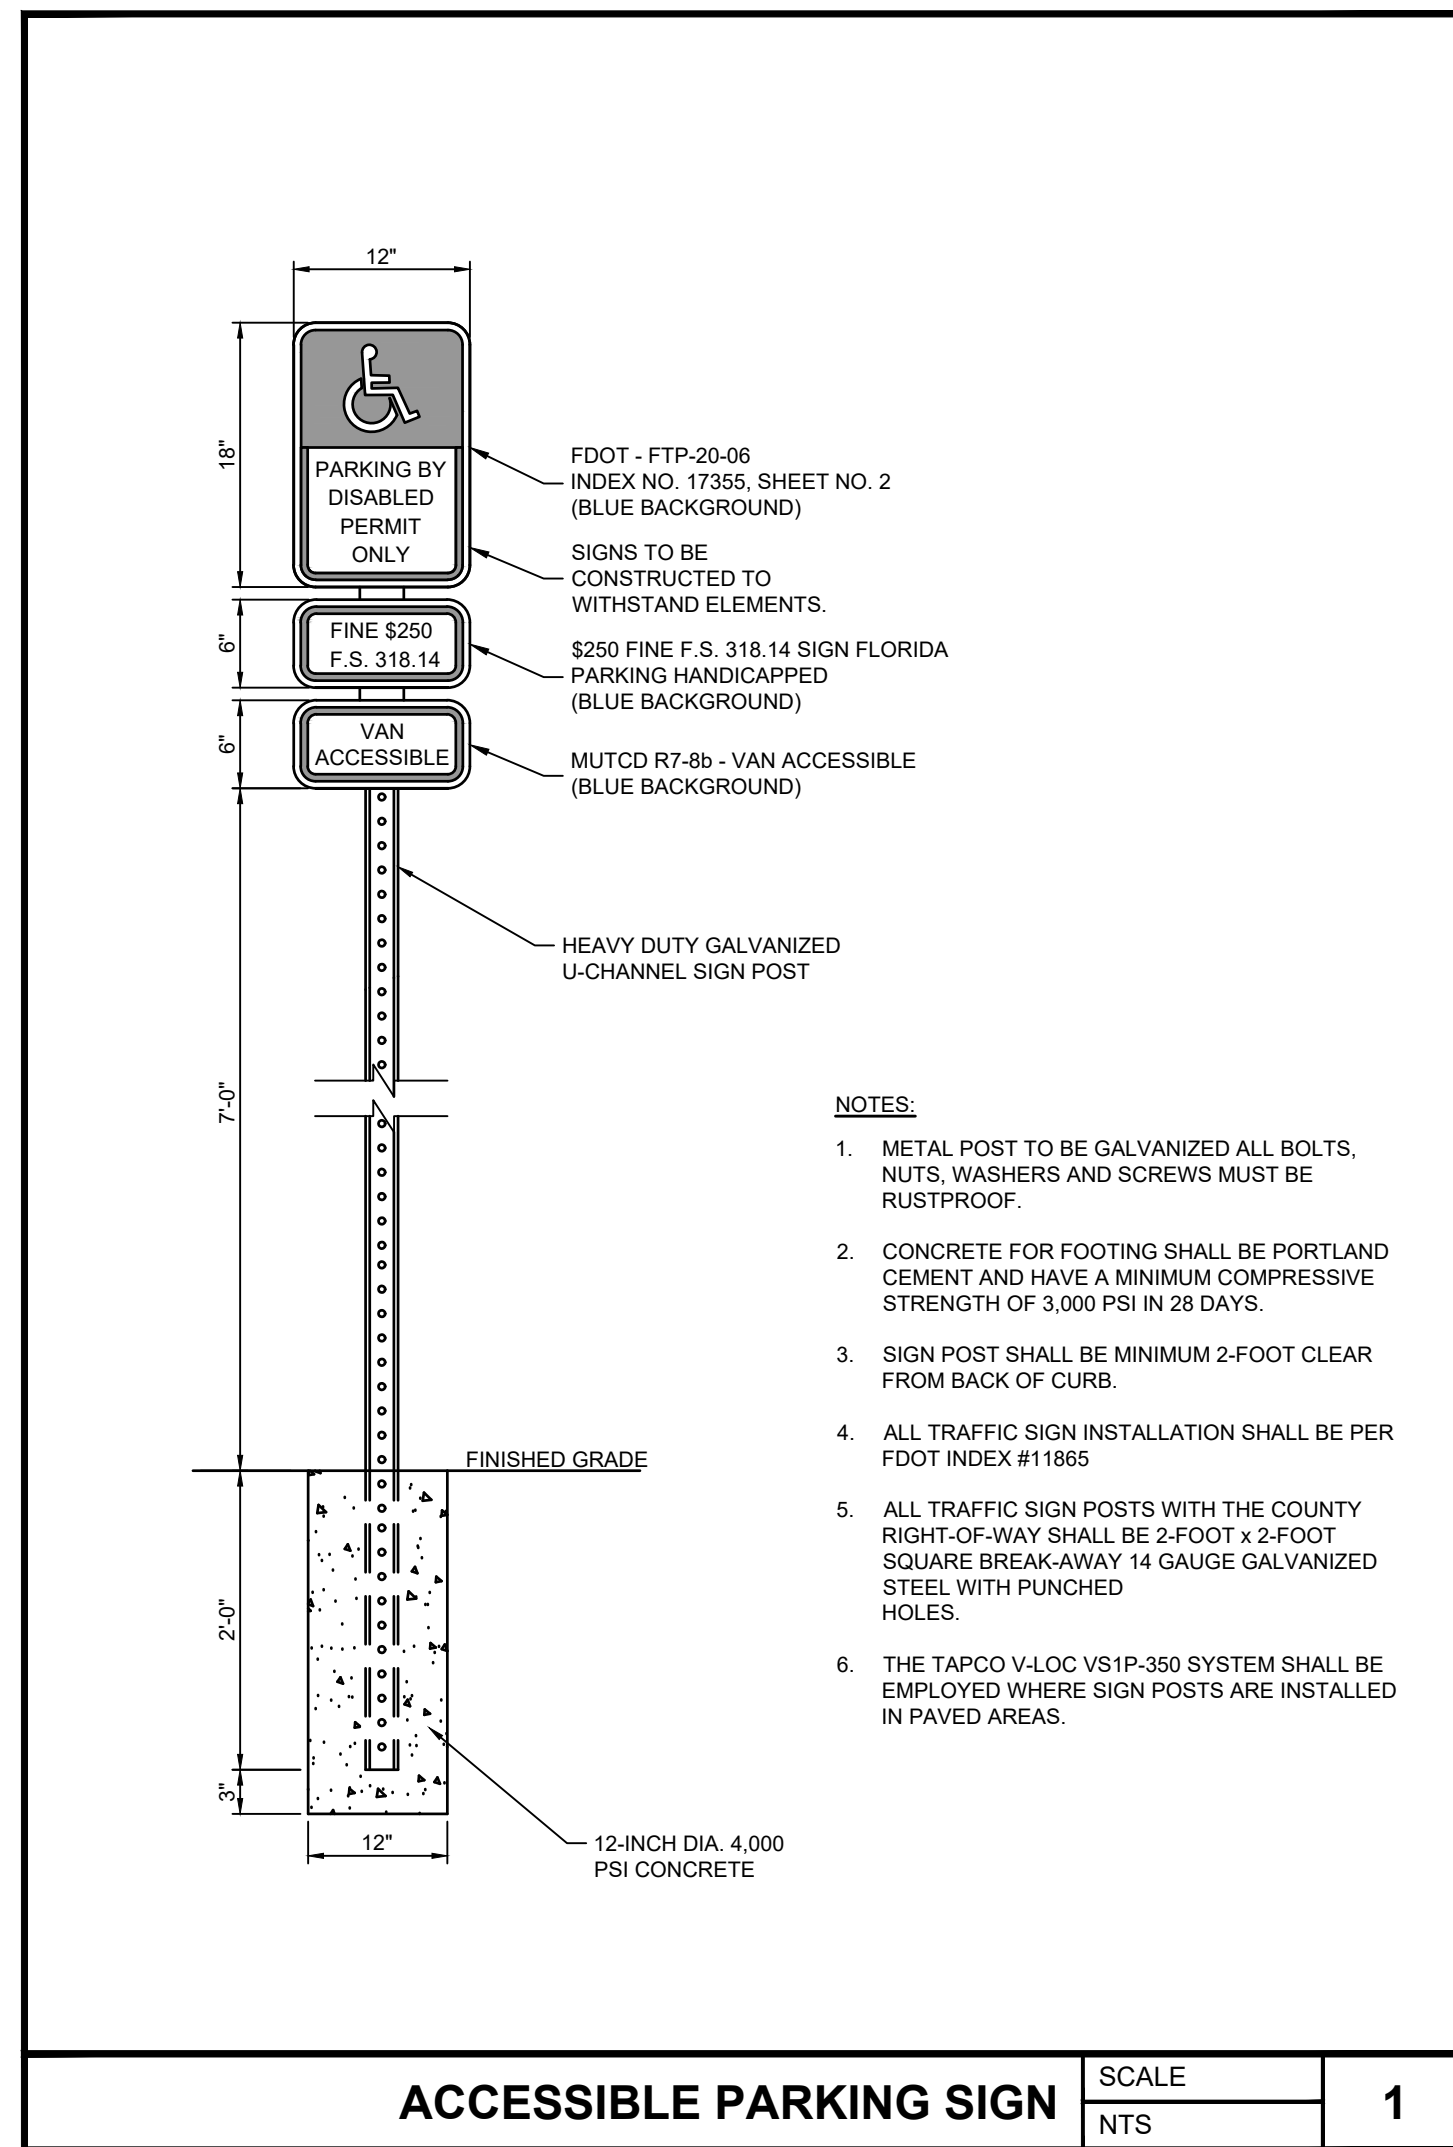 12"
18"
PARKING BY
DISABLED
PERMIT
ONLY
FDOT - FTP-20-06
INDEX NO. 17355, SHEET NO. 2
(BLUE BACKGROUND)
SIGNS TO BE
CONSTRUCTED TO
WITHSTAND ELEMENTS.
6"
FINE $250
F.S. 318.14
$250 FINE F.S. 318.14 SIGN FLORIDA
PARKING HANDICAPPED
(BLUE BACKGROUND)
6"
VAN
ACCESSIBLE
MUTCD R7-8b - VAN ACCESSIBLE
(BLUE BACKGROUND)
HEAVY DUTY GALVANIZED
U-CHANNEL SIGN POST
7'-0"
FINISHED GRADE
2'-0"
3"
12"
12-INCH DIA. 4,000
PSI CONCRETE
NOTES:
1. METAL POST TO BE GALVANIZED ALL BOLTS,
NUTS, WASHERS AND SCREWS MUST BE
RUSTPROOF.
2. CONCRETE FOR FOOTING SHALL BE PORTLAND
CEMENT AND HAVE A MINIMUM COMPRESSIVE
STRENGTH OF 3,000 PSI IN 28 DAYS.
3. SIGN POST SHALL BE MINIMUM 2-FOOT CLEAR
FROM BACK OF CURB.
4. ALL TRAFFIC SIGN INSTALLATION SHALL BE PER
FDOT INDEX #11865
5. ALL TRAFFIC SIGN POSTS WITH THE COUNTY
RIGHT-OF-WAY SHALL BE 2-FOOT x 2-FOOT
SQUARE BREAK-AWAY 14 GAUGE GALVANIZED
STEEL WITH PUNCHED
HOLES.
6. THE TAPCO V-LOC VS1P-350 SYSTEM SHALL BE
EMPLOYED WHERE SIGN POSTS ARE INSTALLED
IN PAVED AREAS.
ACCESSIBLE PARKING SIGN
SCALE
NTS
1